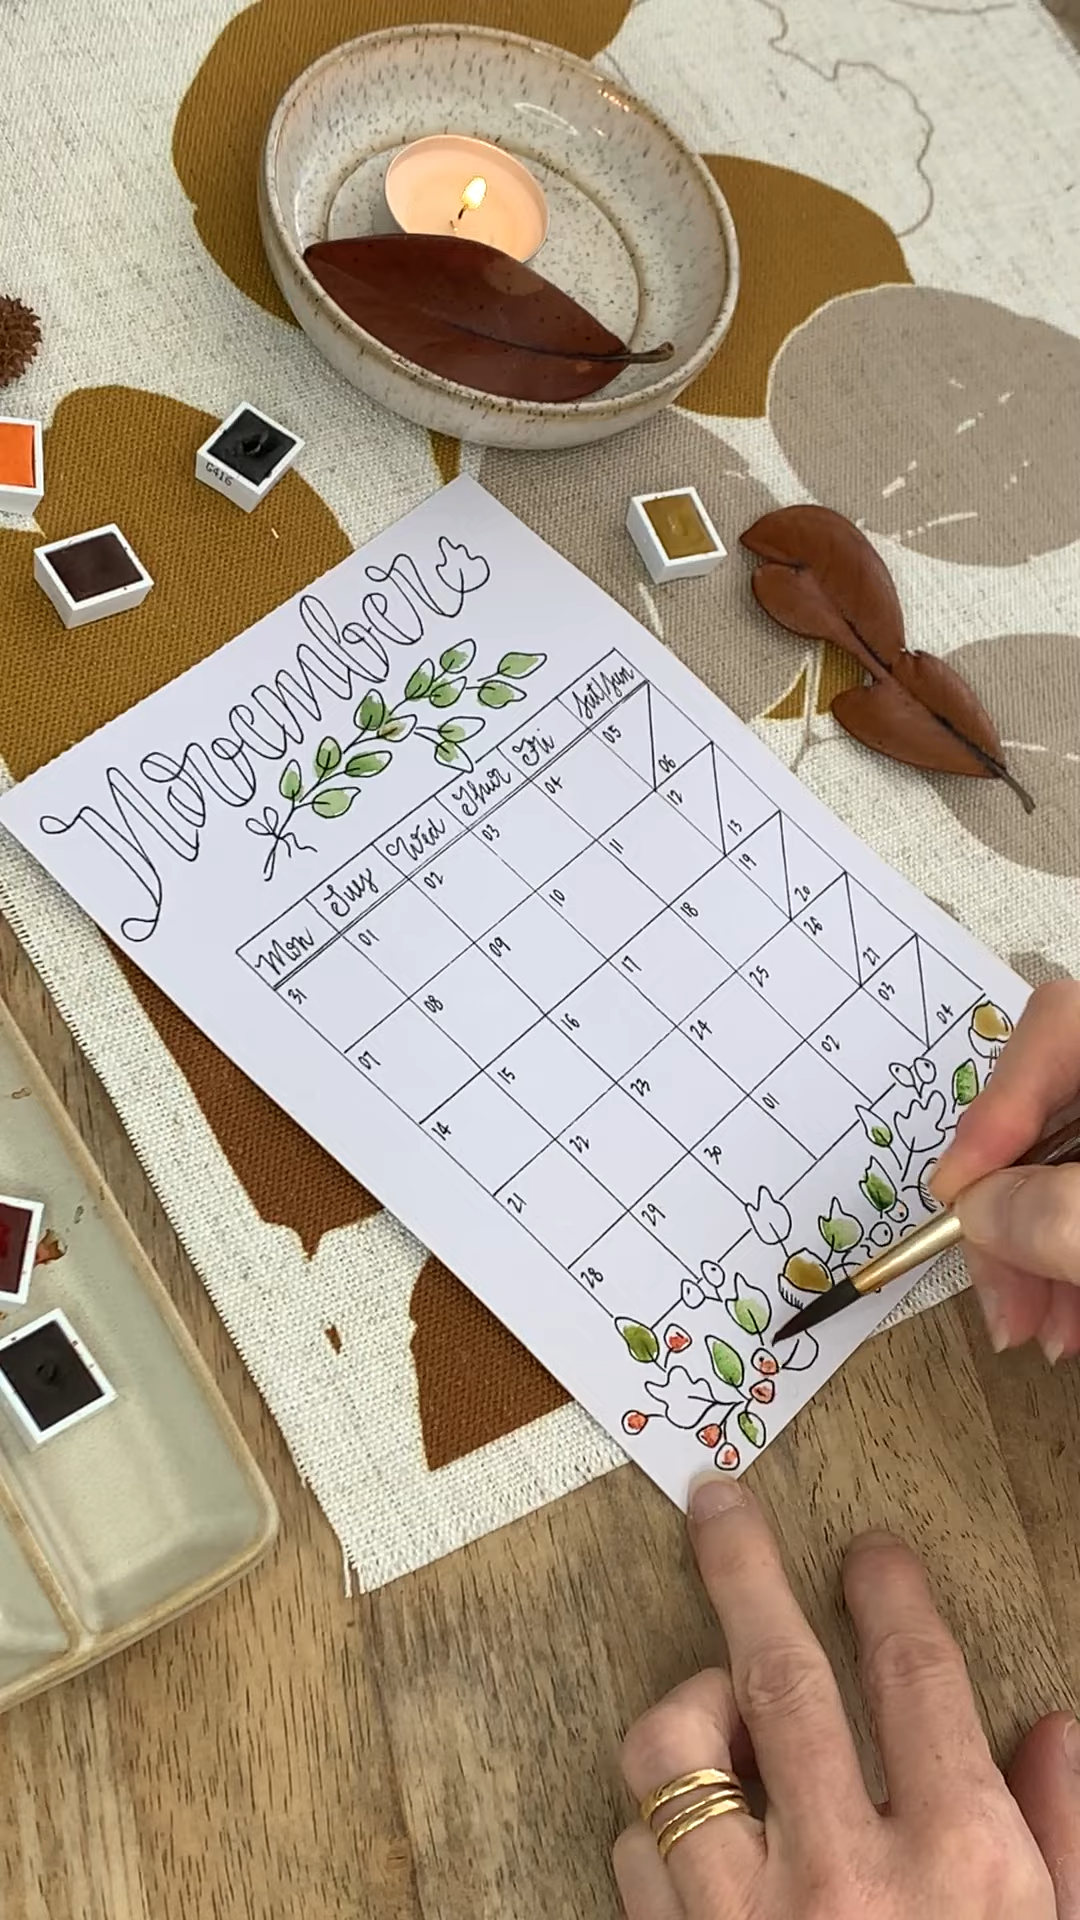 G416
November
Mon Tues Wed Thur Fri Sat/Sun
31 01 02 03 04 05 06
07 08 09 10 11 12 13
14 15 16 17 18 19 20
21 22 23 24 25 26 27
28 29 30 01 02 03 04